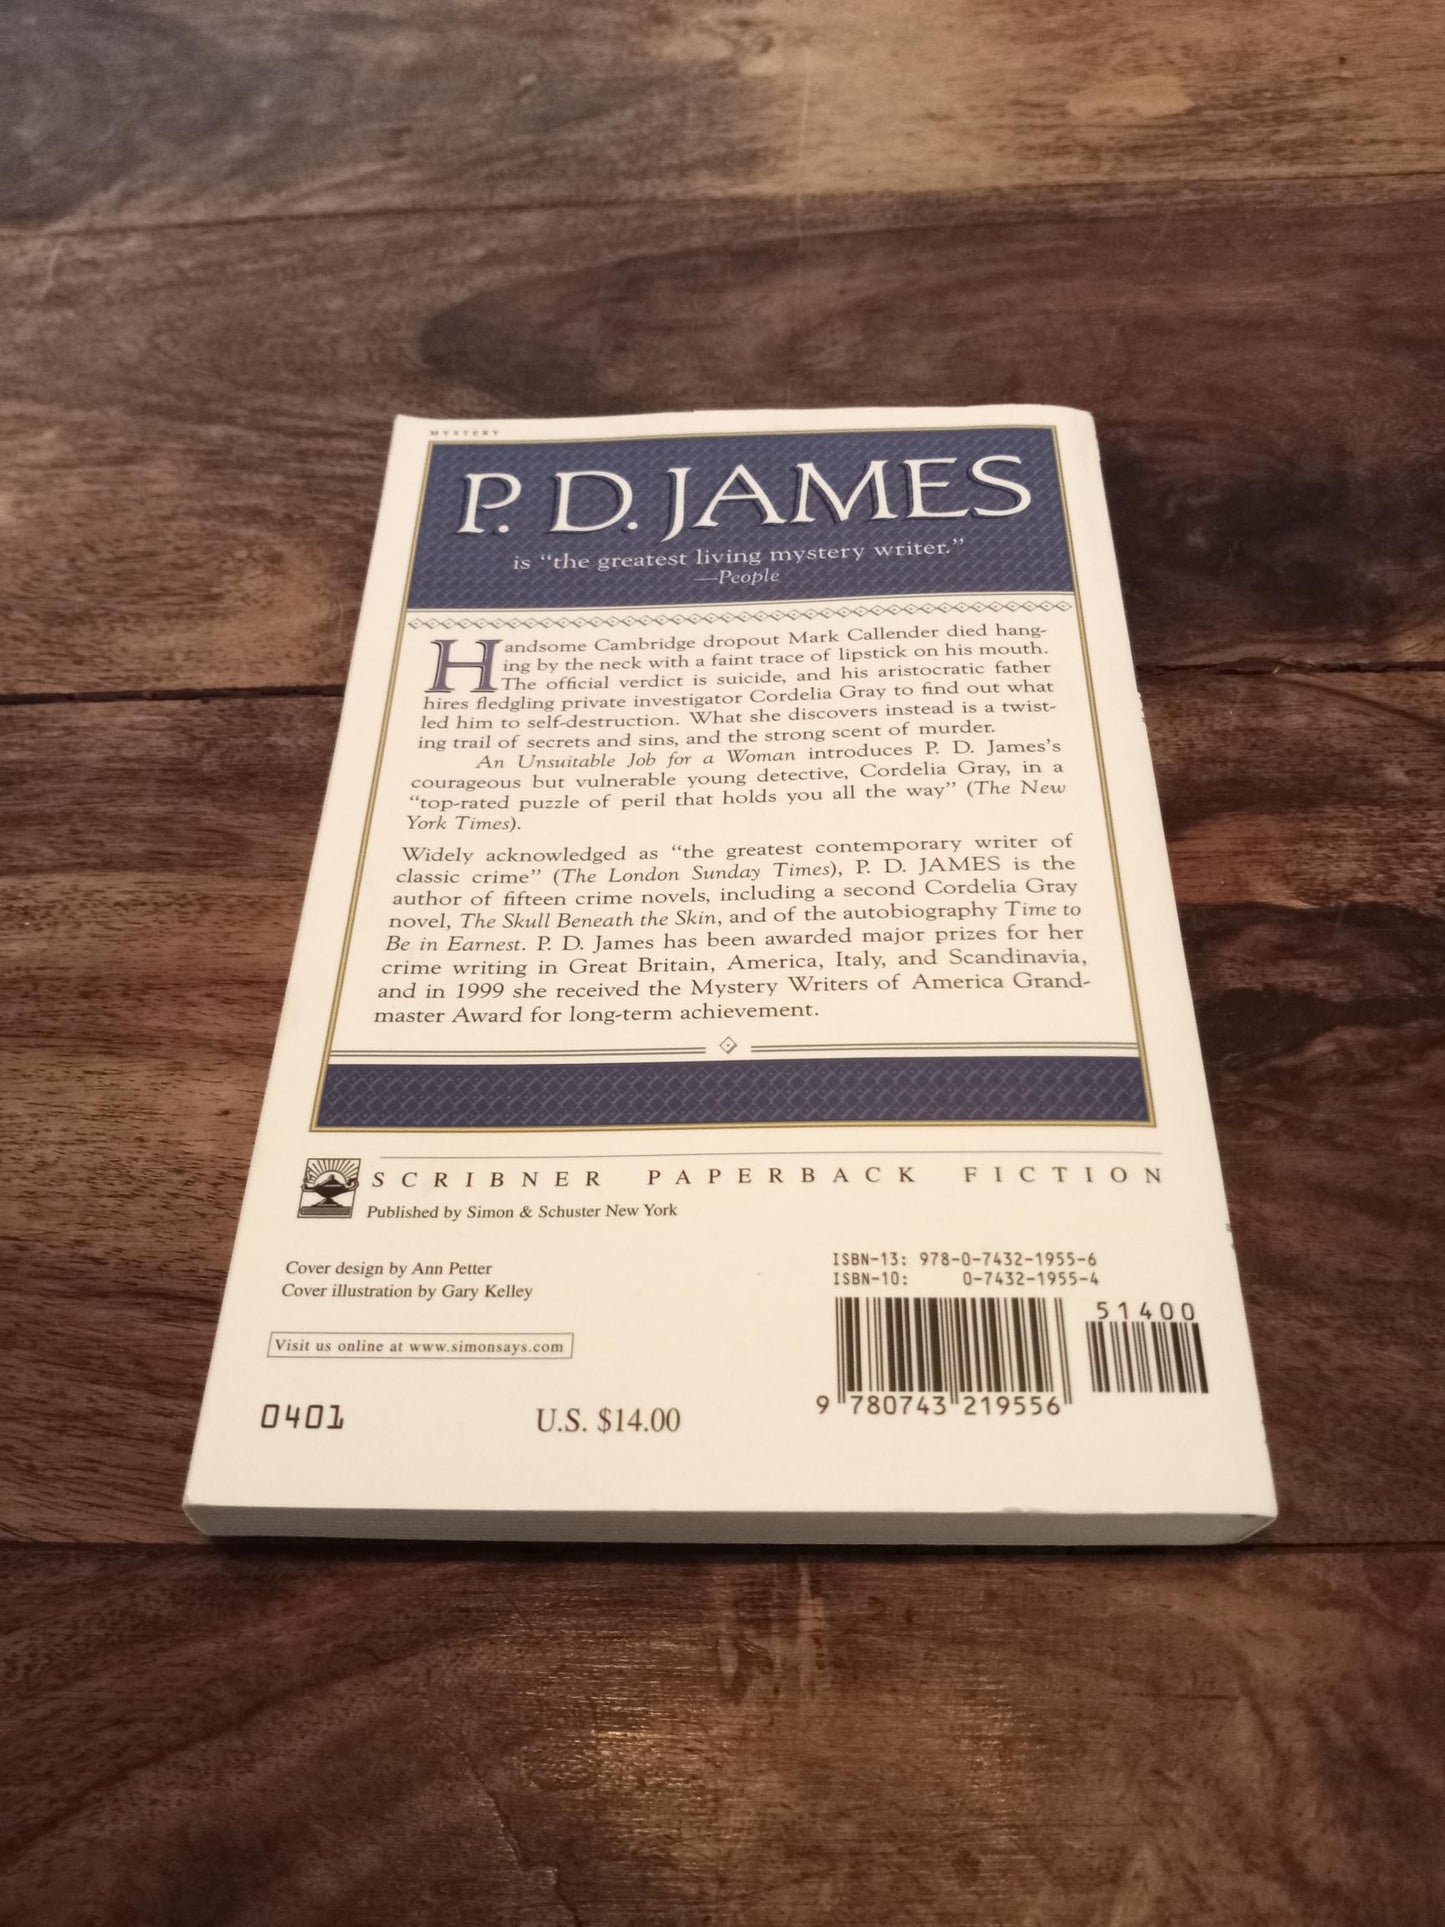 MYSTERY
P. D. JAMES
is “the greatest living mystery writer.”
—People
Handsome Cambridge dropout Mark Callender died hang-
ing by the neck with a faint trace of lipstick on his mouth.
The official verdict is suicide, and his aristocratic father
hires fledgling private investigator Cordelia Gray to find out what
led him to self-destruction. What she discovers instead is a twist-
ing trail of secrets and sins, and the strong scent of murder.
An Unsuitable Job for a Woman introduces P. D. James’s
courageous but vulnerable young detective, Cordelia Gray, in a
“top-rated puzzle of peril that holds you all the way” (The New
York Times).
Widely acknowledged as “the greatest contemporary writer of
classic crime” (The London Sunday Times), P. D. JAMES is the
author of fifteen crime novels, including a second Cordelia Gray
novel, The Skull Beneath the Skin, and of the autobiography Time to
Be in Earnest. P. D. James has been awarded major prizes for her
crime writing in Great Britain, America, Italy, and Scandinavia,
and in 1999 she received the Mystery Writers of America Grand-
master Award for long-term achievement.
SCRIBNER PAPERBACK FICTION
Published by Simon & Schuster New York
Cover design by Ann Petter
Cover illustration by Gary Kelley
Visit us online at www.simonsays.com
0401
U.S. $14.00
ISBN-13: 978-0-7432-1955-6
ISBN-10: 0-7432-1955-4
51400
9 780743 219556